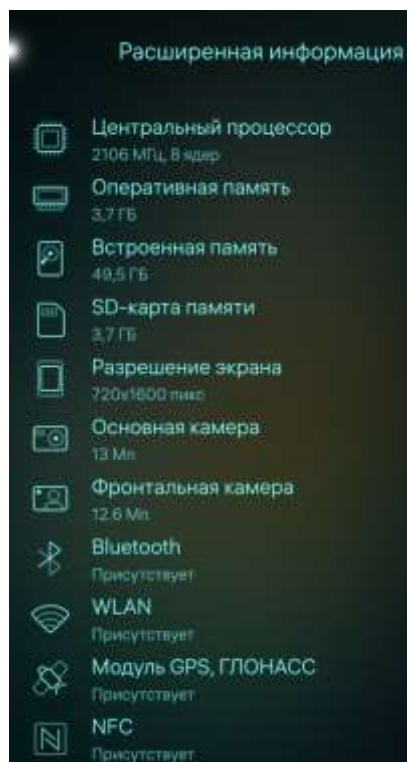 Расширенная информация
Центральный процессор
2106 МГц, 8 ядер
Оперативная память
3,7 ГБ
Встроенная память
49,5 ГБ
SD-карта памяти
3,7 ГБ
Разрешение экрана
720x1600 пикс
Основная камера
13 Мп
Фронтальная камера
12.6 Мп
Bluetooth
Присутствует
WLAN
Присутствует
Модуль GPS, ГЛОНАСС
Присутствует
NFC
Присутствует